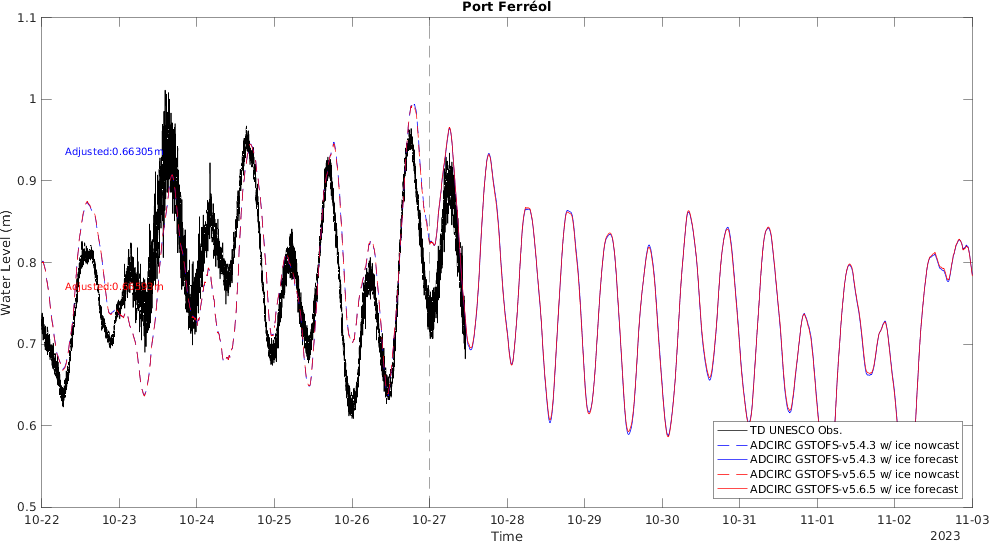 Port Ferréol
1.1
1
0.9
0.8
0.7
0.6
0.5
Water Level (m)
Adjusted:0.66305m
TD UNESCO Obs.
ADCIRC GSTOFS-v5.4.3 w/ ice nowcast
ADCIRC GSTOFS-v5.4.3 w/ ice forecast
ADCIRC GSTOFS-v5.6.5 w/ ice nowcast
ADCIRC GSTOFS-v5.6.5 w/ ice forecast
10-22 10-23 10-24 10-25 10-26 10-27 10-28 10-29 10-30 10-31 11-01 11-02 11-03
Time
2023